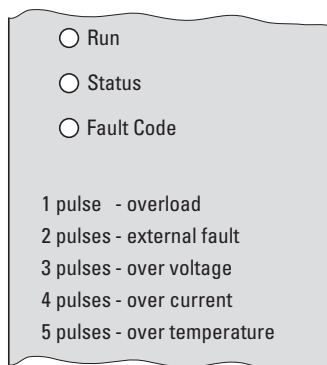 Run
Status
Fault Code
1 pulse - overload
2 pulses - external fault
3 pulses - over voltage
4 pulses - over current
5 pulses - over temperature